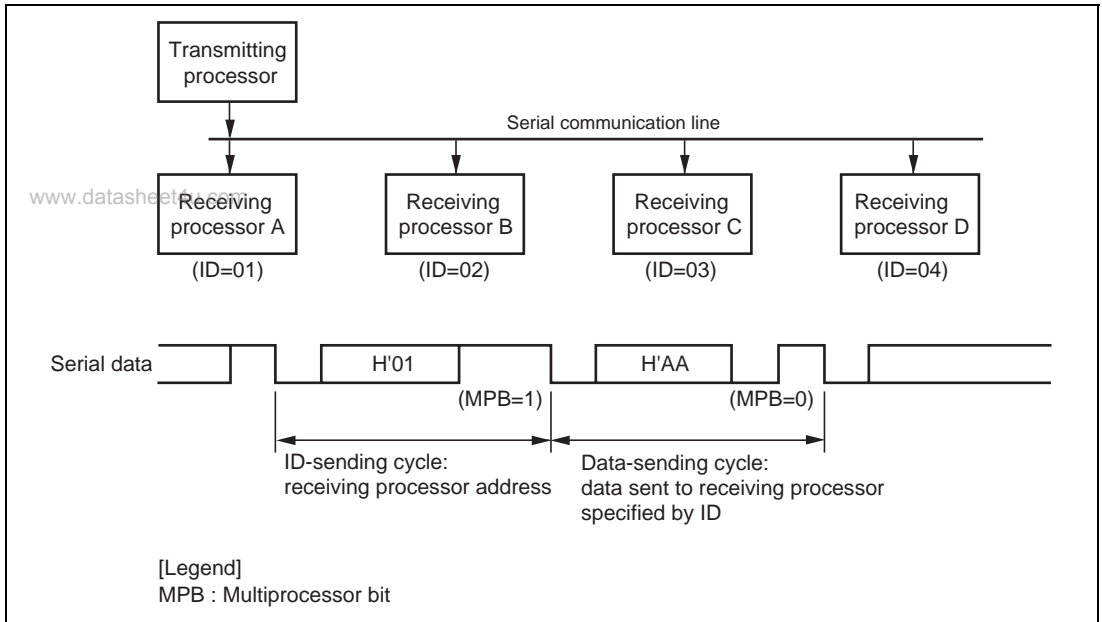 Transmitting
processor
Serial communication line
www.datasheet4u.com
Receiving
processor A
Receiving
processor B
Receiving
processor C
Receiving
processor D
(ID=01)
(ID=02)
(ID=03)
(ID=04)
Serial data
H'01
H'AA
(MPB=1)
(MPB=0)
ID-sending cycle:
receiving processor address
Data-sending cycle:
data sent to receiving processor
specified by ID
[Legend]
MPB : Multiprocessor bit